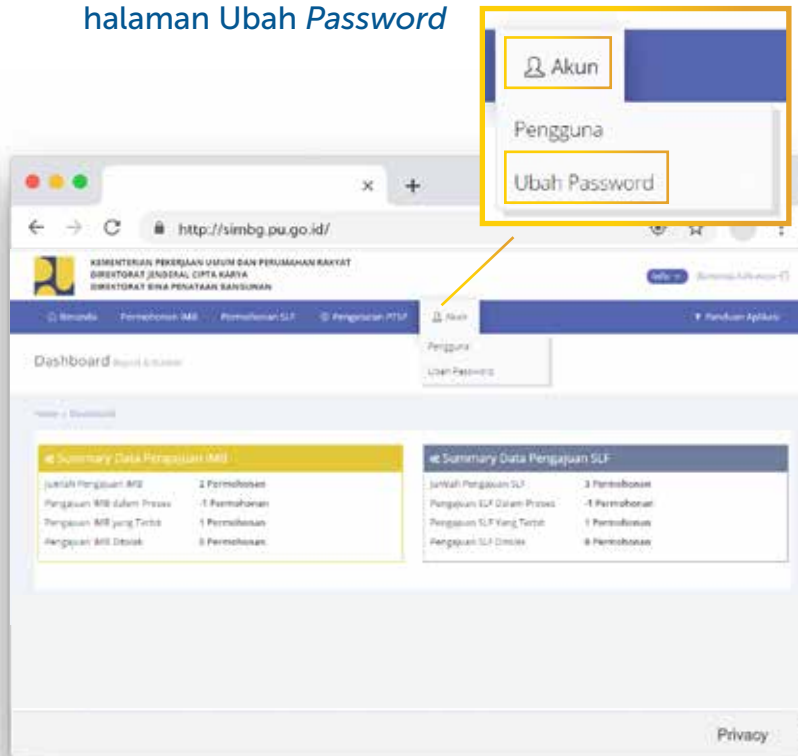 halaman Ubah Password
Akun
Pengguna
Ubah Password
http://simbg.pu.go.id/
KEMENTERIAN PEKERJAAN UMUM DAN PERUMAHAN RAKYAT
DIREKTORAT JENDERAL CIPTA KARYA
DIREKTORAT BINA PENATAAN BANGUNAN
Beranda Permohonan IMB Permohonan SLF Pengaturan PTSP Akun Panduan Aplikasi
Pengguna
Ubah Password
Dashboard
Summary Data Pengajuan IMB
Jumlah Pengajuan IMB 2 Permohonan
Pengajuan IMB dalam Proses -1 Permohonan
Pengajuan IMB yang Terbit 1 Permohonan
Pengajuan IMB Ditolak 0 Permohonan
Summary Data Pengajuan SLF
Jumlah Pengajuan SLF 3 Permohonan
Pengajuan SLF Dalam Proses -1 Permohonan
Pengajuan SLF Yang Terbit 1 Permohonan
Pengajuan SLF Ditolak 0 Permohonan
Privacy